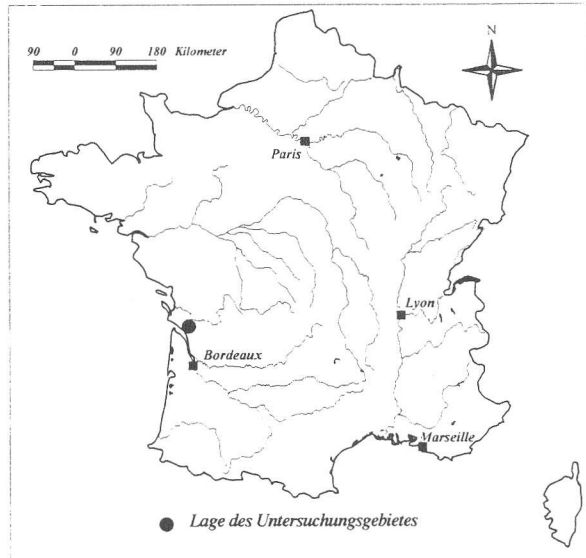 N
90 0 90 180 Kilometer
Paris
Lyon
Bordeaux
Marseille
Lage des Untersuchungsgebietes